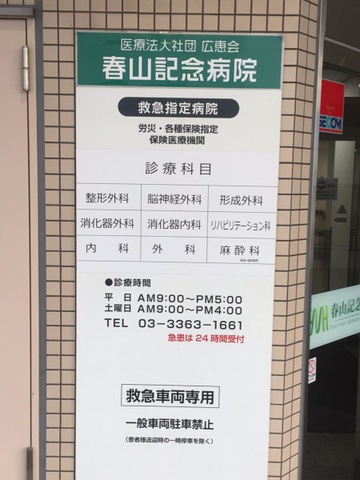 医療法人社団 広恵会
春山記念病院
救急指定病院
労災・各種保険指定
保険医療機関
診療科目
整形外科 脳神経外科 形成外科
消化器外科 消化器内科 リハビリテーション科
内科 外科 麻酔科
●診療時間
平日 AM9:00〜PM5:00
土曜日 AM9:00〜PM4:00
TEL 03-3363-1661
急患は24時間受付
救急車両専用
一般車両駐車禁止
(患者様送迎時の一時停車を除く)
SECOM
春山記念